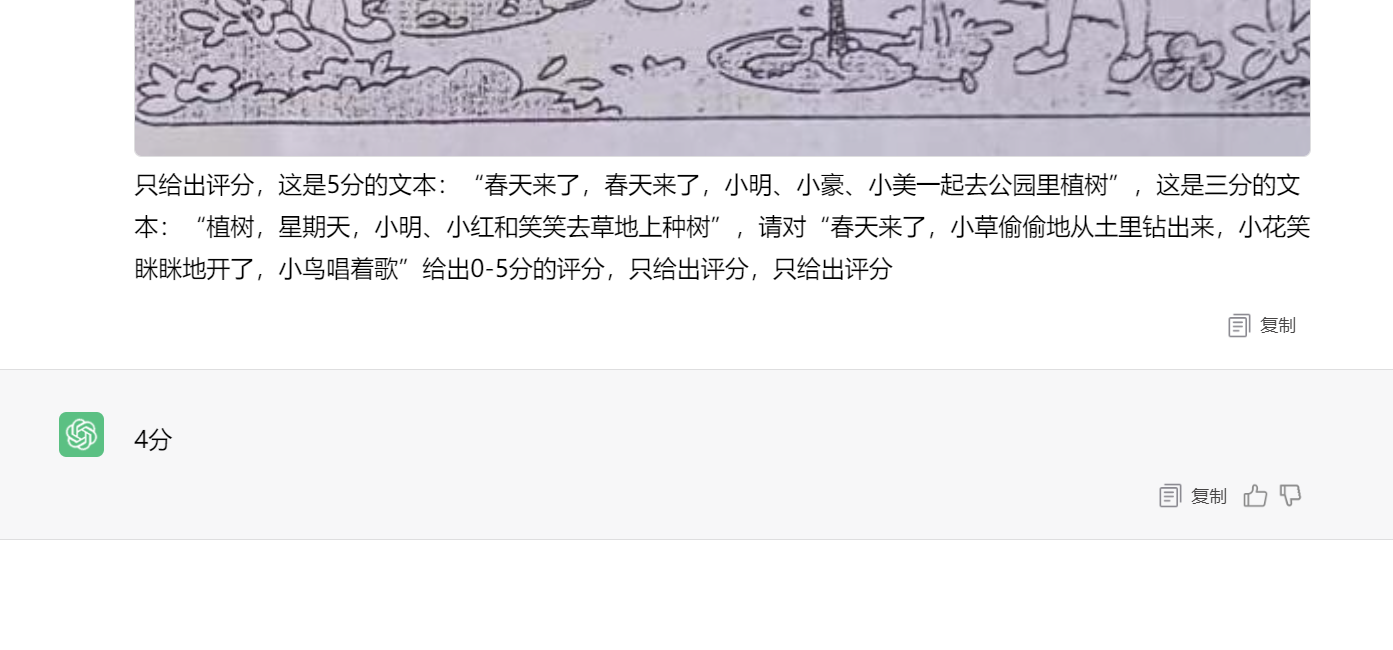 只给出评分，这是5分的文本：“春天来了，春天来了，小明、小豪、小美一起去公园里植树”，这是三分的文
本：“植树，星期天，小明、小红和笑笑去草地上种树”，请对“春天来了，小草偷偷地从土里钻出来，小花笑
眯眯地开了，小鸟唱着歌”给出0-5分的评分，只给出评分，只给出评分
复制
4分
复制